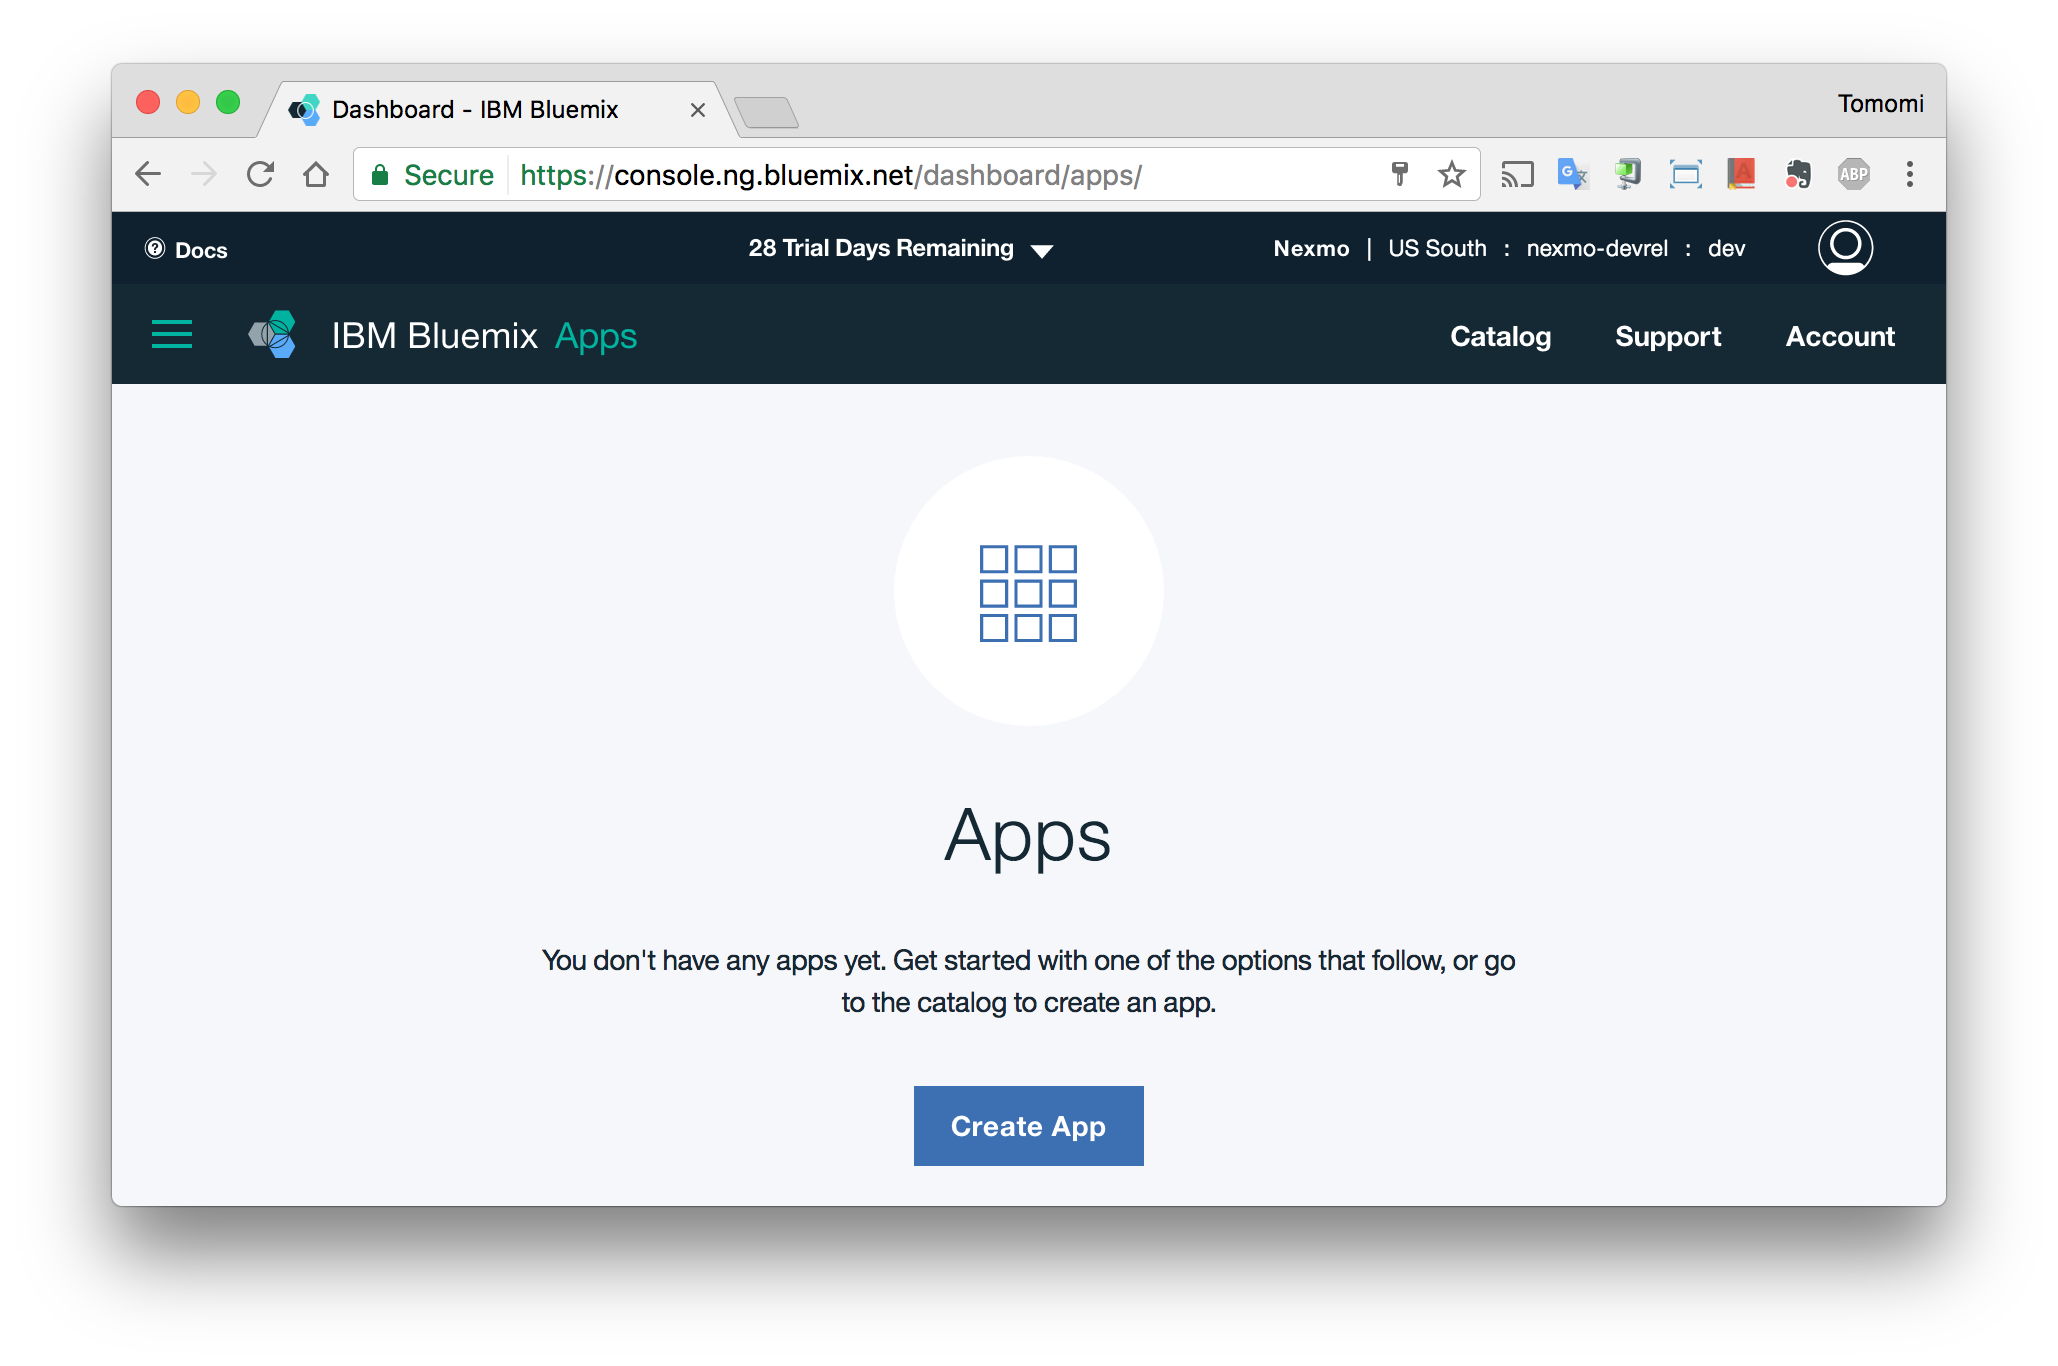 Dashboard - IBM Bluemix
Tomomi
Secure https://console.ng.bluemix.net/dashboard/apps/
G 文 A ABP
Docs
28 Trial Days Remaining
Nexmo | US South : nexmo-devrel : dev
IBM Bluemix Apps
Catalog Support Account
Apps
You don't have any apps yet. Get started with one of the options that follow, or go
to the catalog to create an app.
Create App